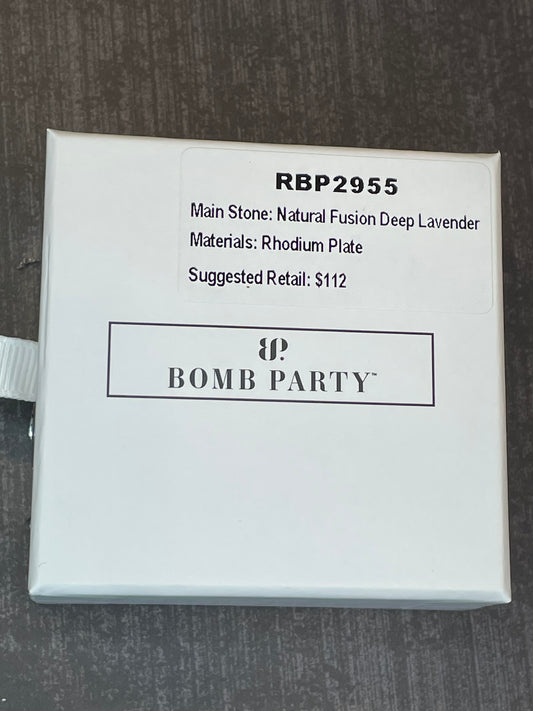 RBP2955
Main Stone: Natural Fusion Deep Lavender
Materials: Rhodium Plate
Suggested Retail: $112
BP.
BOMB PARTY™